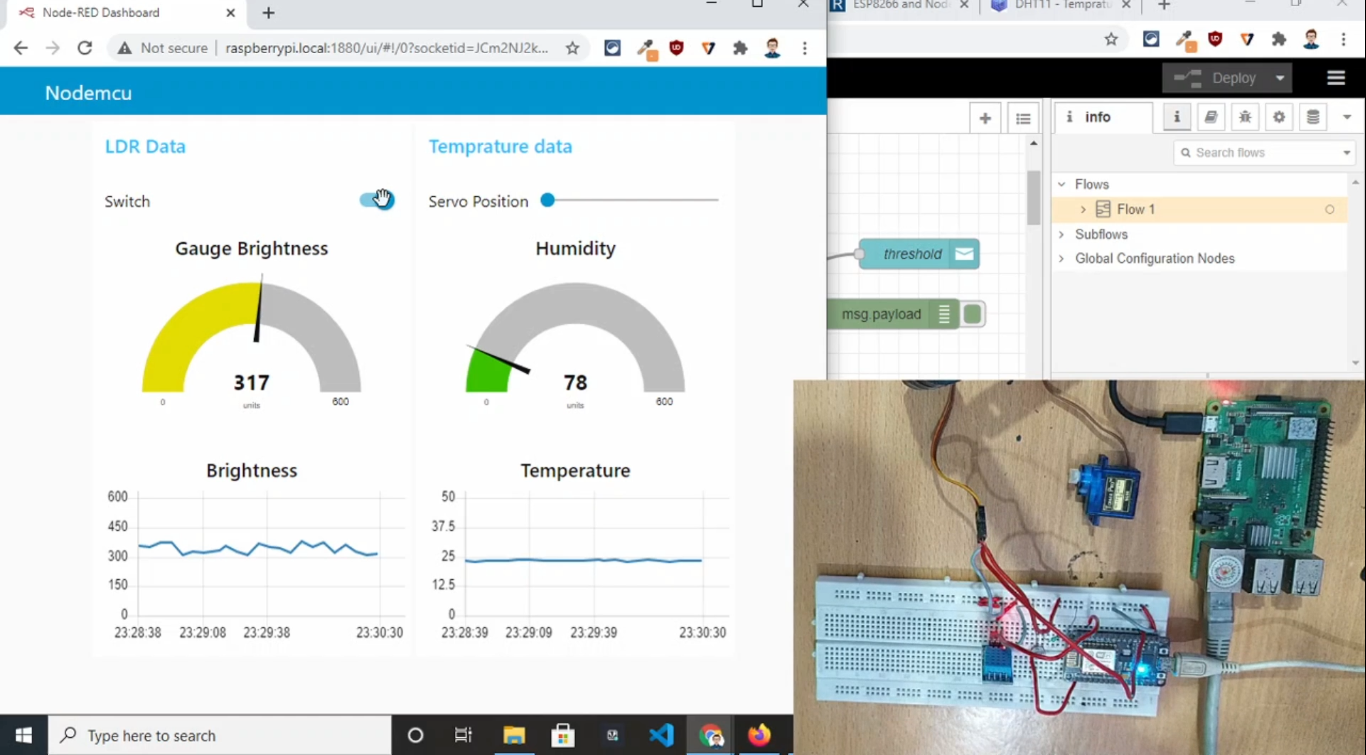 Node-RED Dashboard
ESP8266 and Nod
DHT11 - Tempratu
Not secure
raspberrypi.local:1880/ui/#!/0?socketid=JCm2NJ2k...
Deploy
Nodemcu
info
Search flows
LDR Data
Temprature data
Flows
Flow 1
Switch
Servo Position
Subflows
Gauge Brightness
Humidity
threshold
Global Configuration Nodes
msg.payload
317
78
0
units
600
0
units
600
Brightness
Temperature
600
450
300
150
0
23:28:38
23:29:08
23:29:38
23:30:30
50
37.5
25
12.5
0
23:28:39
23:29:09
23:29:39
23:30:30
Type here to search